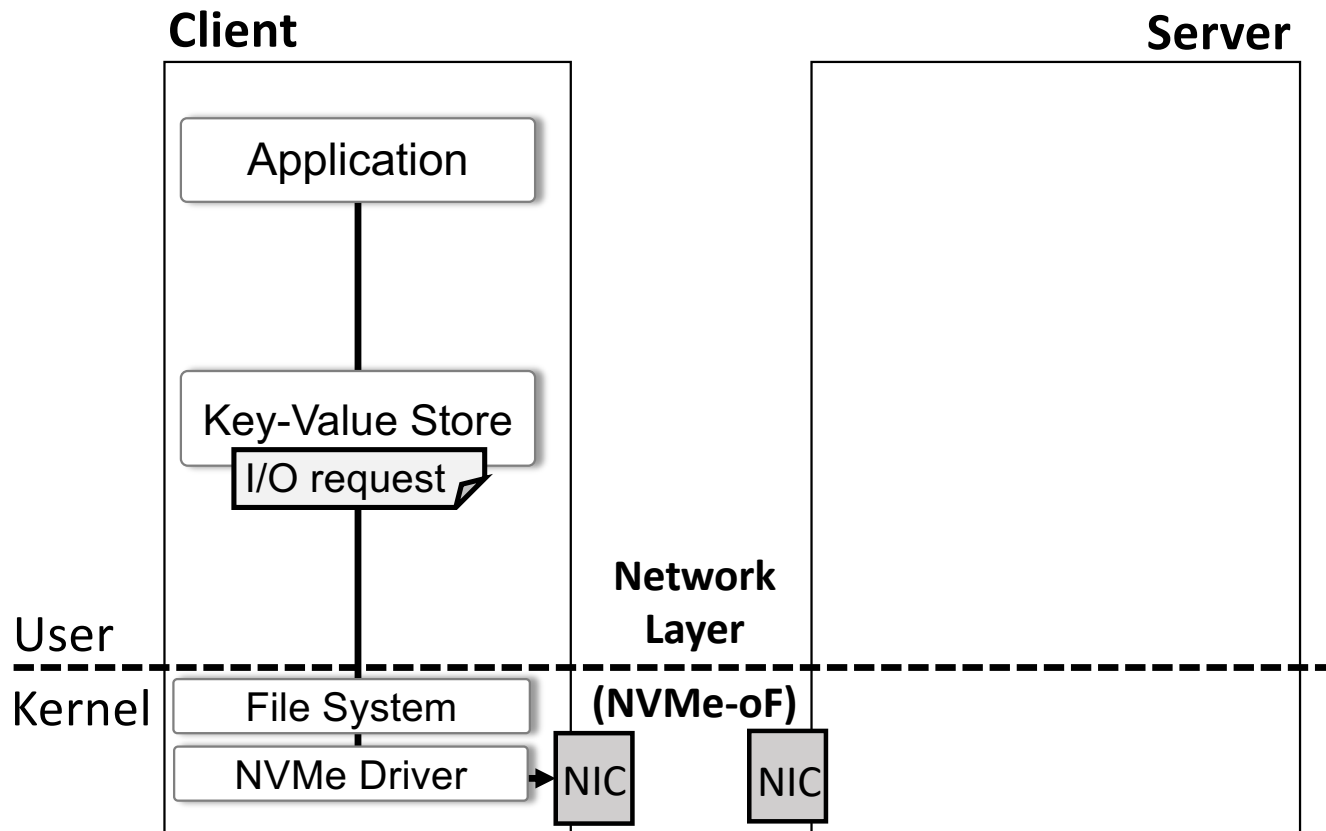 Client
Server
Application
Key-Value Store
I/O request
Network
Layer
User
Kernel
File System
(NVMe-oF)
NVMe Driver
NIC
NIC